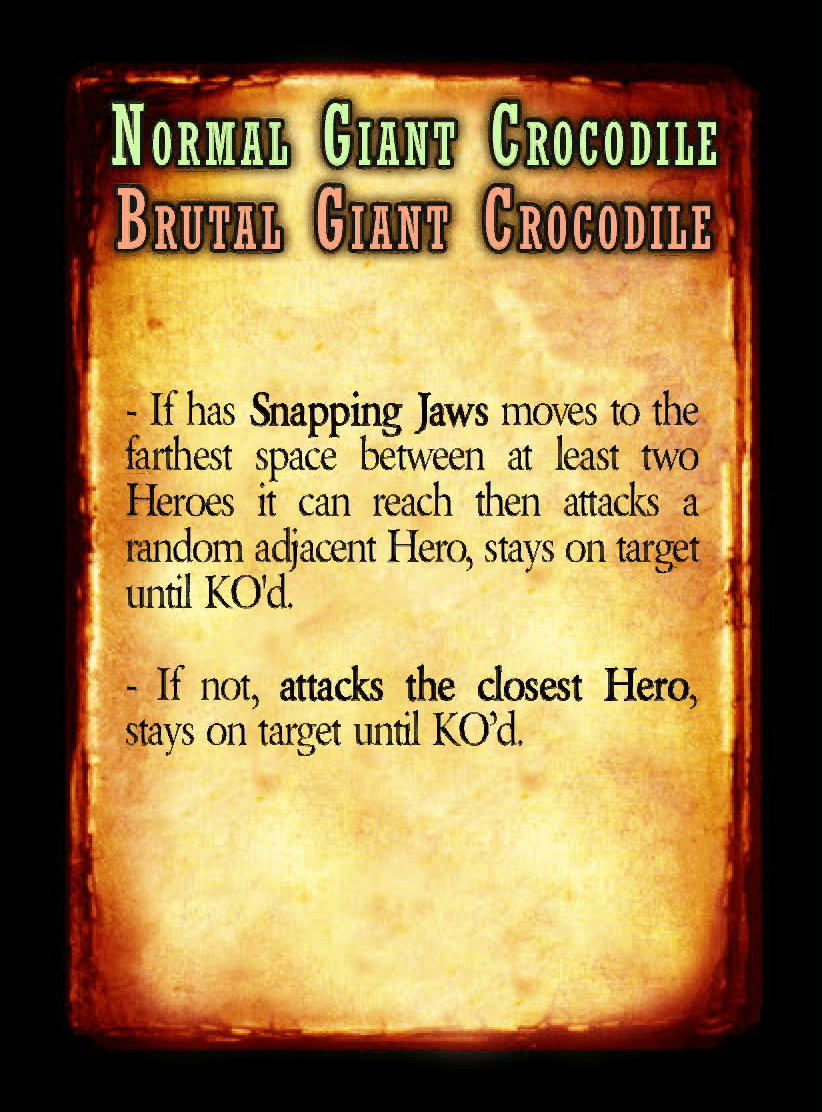 Normal Giant Crocodile
Brutal Giant Crocodile
- If has Snapping Jaws moves to the
farthest space between at least two
Heroes it can reach then attacks a
random adjacent Hero, stays on target
until KO'd.
- If not, attacks the closest Hero,
stays on target until KO’d.